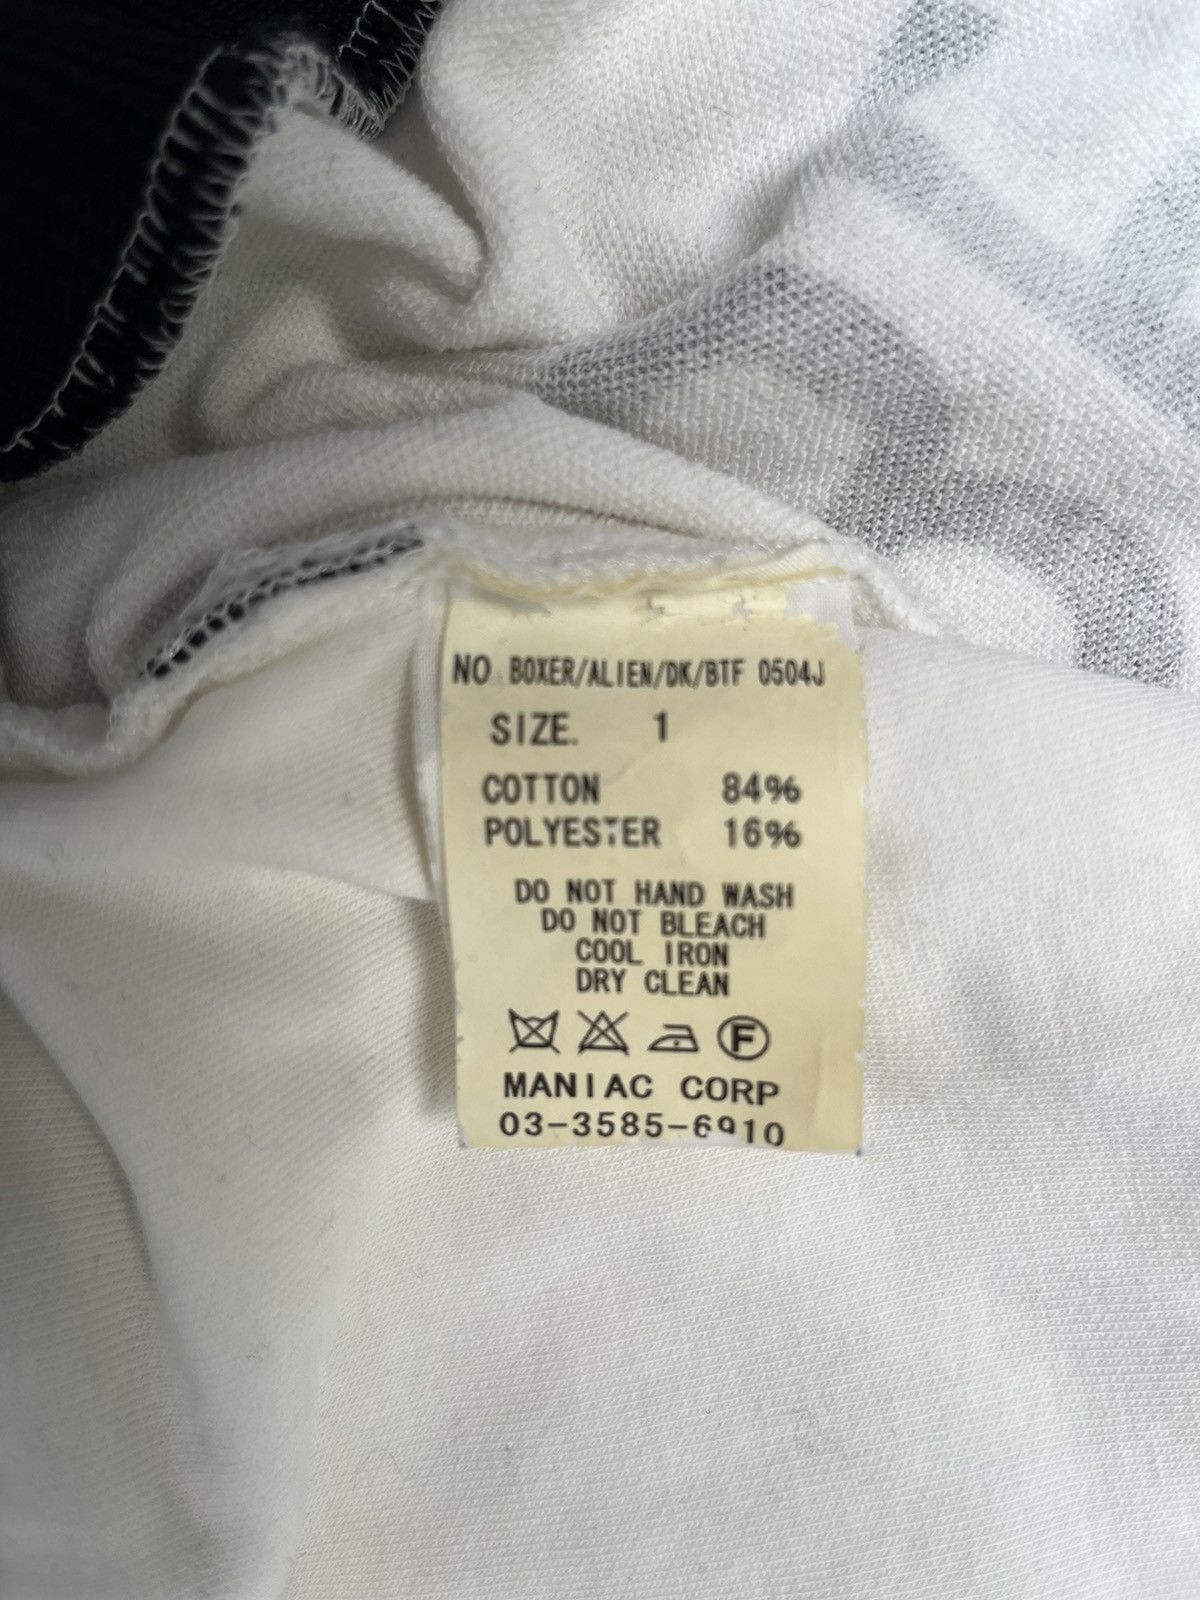 NO. BOXER/ALIEN/DK/BTF 0504J
SIZE. 1
COTTON 84%
POLYESTER 16%
DO NOT HAND WASH
DO NOT BLEACH
COOL IRON
DRY CLEAN
F
MANIAC CORP
03-3585-6910